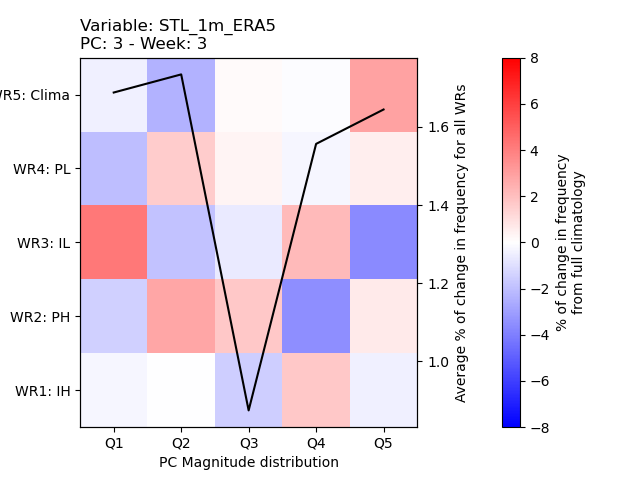 Variable: STL_1m_ERA5
PC: 3 - Week: 3
WR5: Clima
WR4: PL
WR3: IL
WR2: PH
WR1: IH
Q1 Q2 Q3 Q4 Q5
PC Magnitude distribution
1.6
1.4
1.2
1.0
Average % of change in frequency for all WRs
8
6
4
2
0
−2
−4
−6
−8
% of change in frequency
from full climatology